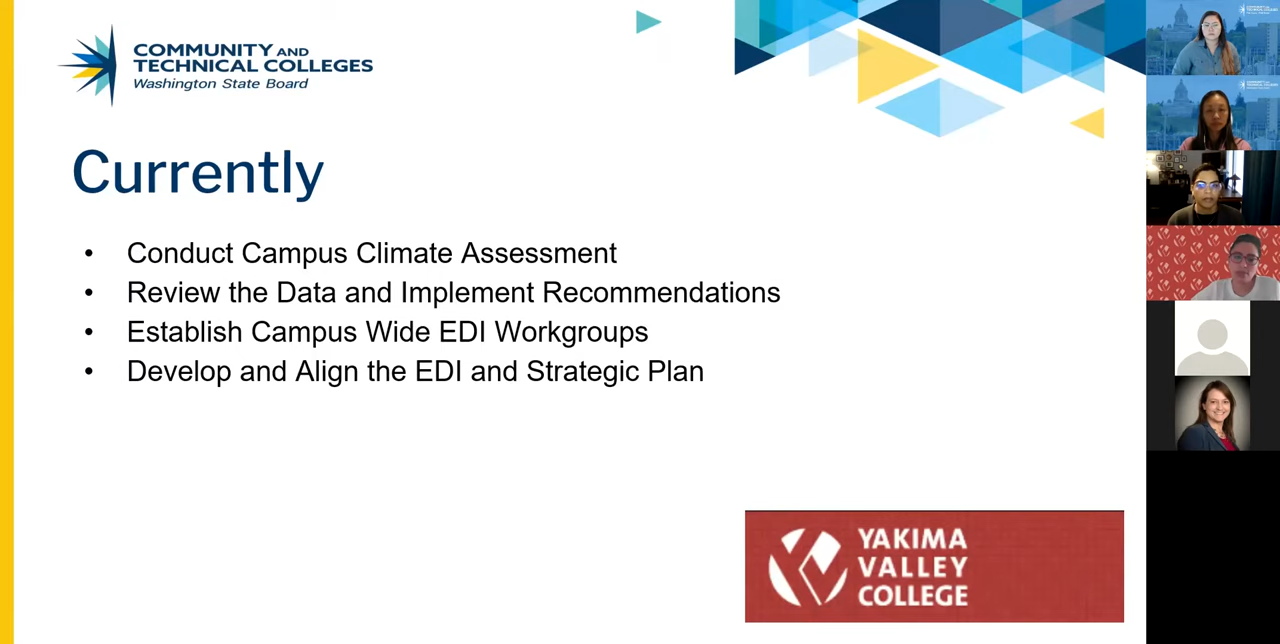 COMMUNITY AND
TECHNICAL COLLEGES
Washington State Board
Currently
• Conduct Campus Climate Assessment
• Review the Data and Implement Recommendations
• Establish Campus Wide EDI Workgroups
• Develop and Align the EDI and Strategic Plan
YAKIMA
VALLEY
COLLEGE